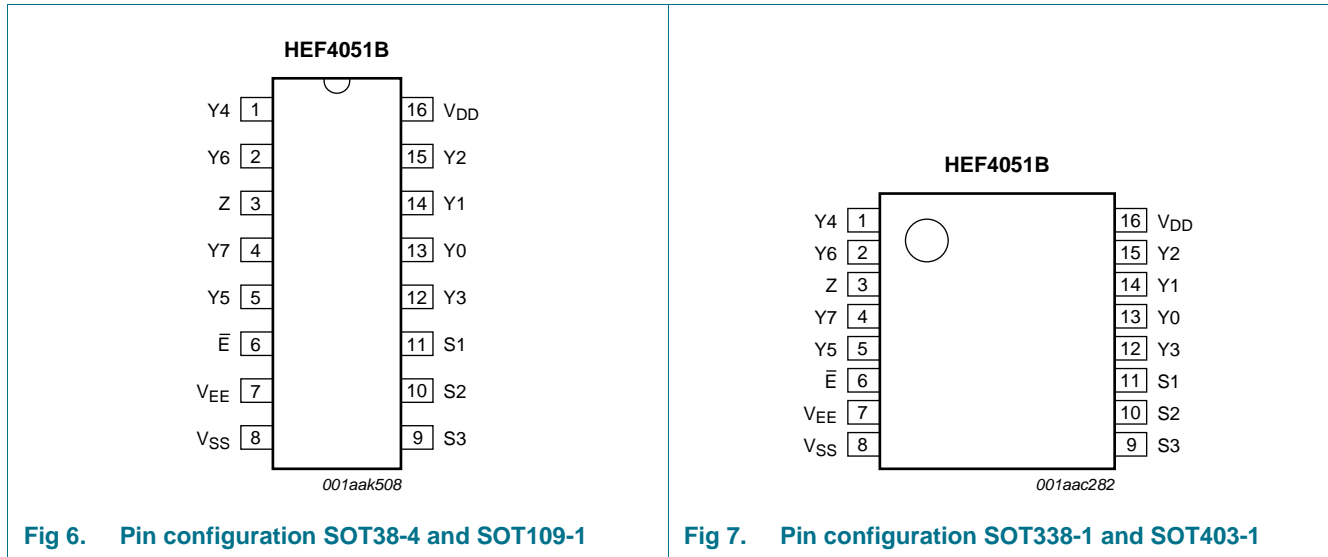 HEF4051B
Y4 1 16 VDD
Y6 2 15 Y2
Z 3 14 Y1
Y7 4 13 Y0
Y5 5 12 Y3
E̅ 6 11 S1
VEE 7 10 S2
VSS 8 9 S3
001aak508
Fig 6. Pin configuration SOT38-4 and SOT109-1
HEF4051B
Y4 1 16 VDD
Y6 2 15 Y2
Z 3 14 Y1
Y7 4 13 Y0
Y5 5 12 Y3
E̅ 6 11 S1
VEE 7 10 S2
VSS 8 9 S3
001aac282
Fig 7. Pin configuration SOT338-1 and SOT403-1